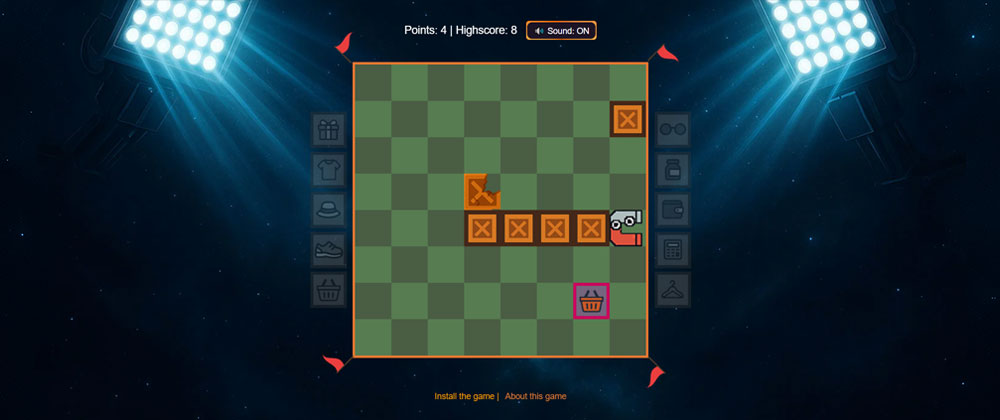 Points: 4 | Highscore: 8
Sound: ON
Install the game |
About this game